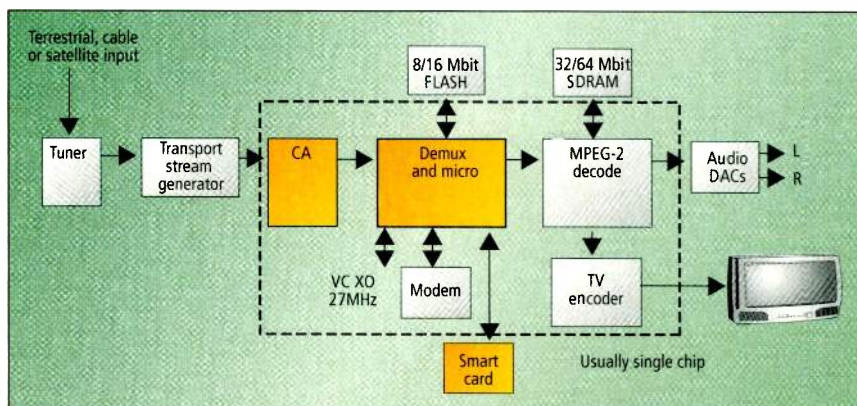 Terrestrial, cable
or satellite input
8/16 Mbit
FLASH
32/64 Mbit
SDRAM
Tuner
Transport
stream
generator
CA
Demux
and micro
MPEG-2
decode
Audio
DACs
L
R
VC XO
27MHz
Modem
TV
encoder
Smart
card
Usually single chip